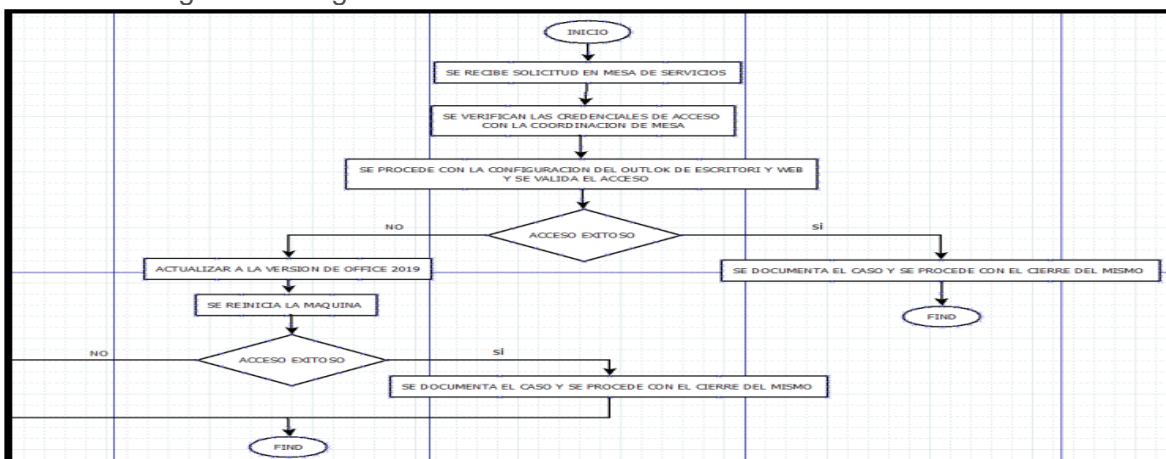 INICIO
SE RECIBE SOLICITUD EN MESA DE SERVICIOS
SE VERIFICAN LAS CREDENCIALES DE ACCESO
CON LA COORDINACION DE MESA
SE PROCEDE CON LA CONFIGURACION DEL OUTLOK DE ESCRITORI Y WEB
Y SE VALIDA EL ACCESO
NO
ACCESO EXITOSO
SÍ
ACTUALIZAR A LA VERSION DE OFFICE 2019
SE DOCUMENTA EL CASO Y SE PROCEDE CON EL CIERRE DEL MISMO
SE REINICIA LA MAQUINA
FIND
NO
ACCESO EXITOSO
SÍ
SE DOCUMENTA EL CASO Y SE PROCEDE CON EL CIERRE DEL MISMO
FIND